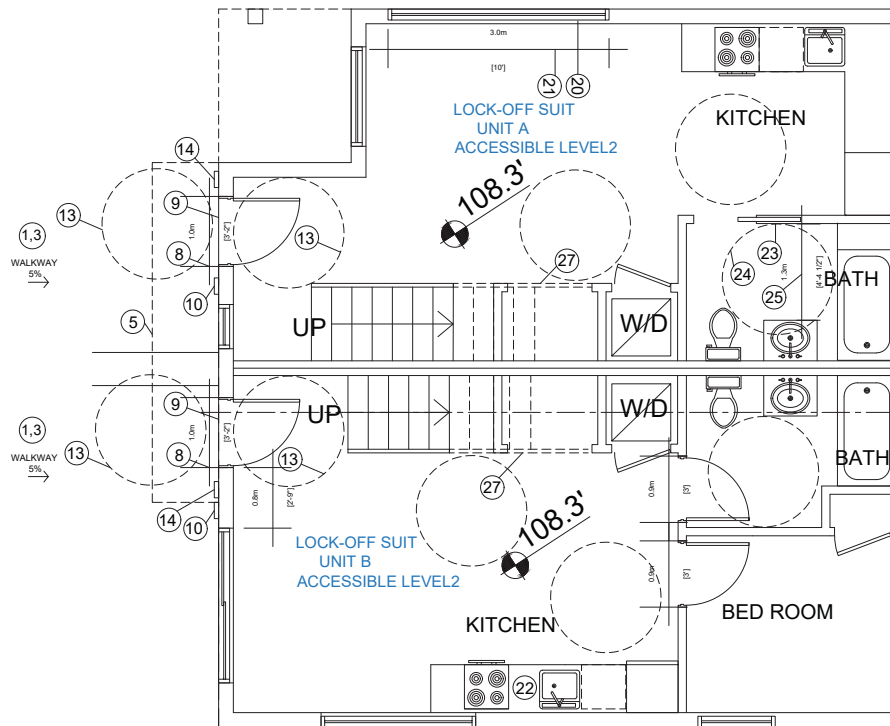 3.0m
[10']
21
20
LOCK-OFF SUIT
UNIT A
ACCESSIBLE LEVEL2
KITCHEN
14
108.3'
13
9
1,3
1.0m
[3'-2"]
13
WALKWAY
5%
8
27
23
24
1.3m
[4'-4 1/2"]
25
BATH
10
5
UP
W/D
9
UP
W/D
1,3
1.0m
[3'-2"]
WALKWAY
5%
13
8
13
BATH
14
0.8m
[2'-9"]
27
0.9m
[3']
10
108.3'
LOCK-OFF SUIT
UNIT B
ACCESSIBLE LEVEL2
0.9m
[3']
KITCHEN
BED ROOM
22